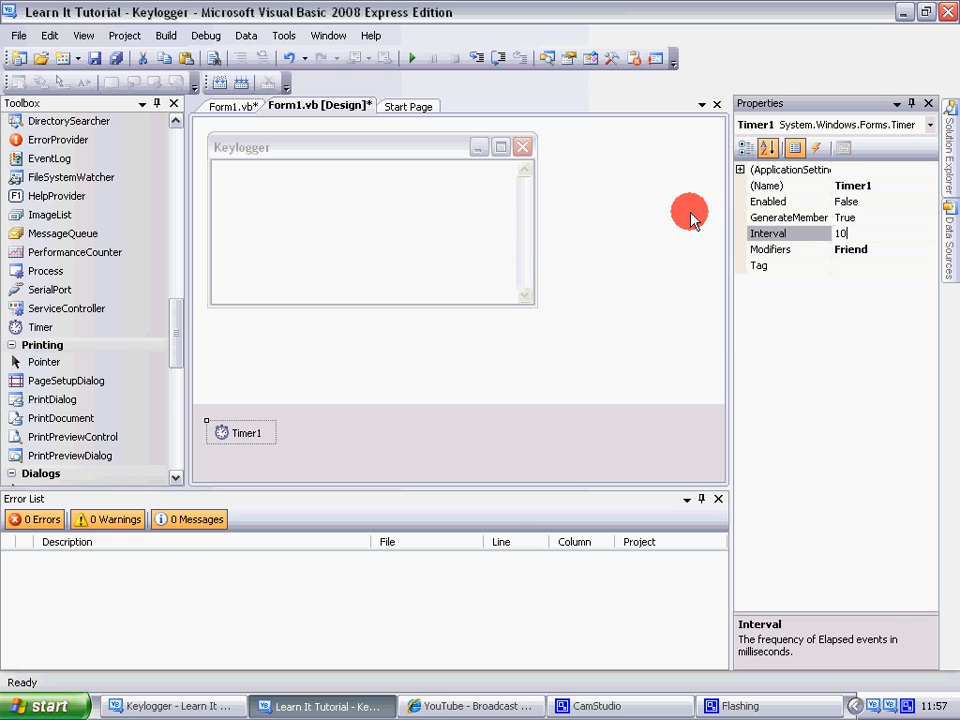 Learn It Tutorial - Keylogger - Microsoft Visual Basic 2008 Express Edition
File Edit View Project Build Debug Data Tools Window Help
Toolbox
Form1.vb* Form1.vb [Design]* Start Page
Properties
DirectorySearcher
ErrorProvider
EventLog
FileSystemWatcher
HelpProvider
ImageList
MessageQueue
PerformanceCounter
Process
SerialPort
ServiceController
Timer
Printing
Pointer
PageSetupDialog
PrintDialog
PrintDocument
PrintPreviewControl
PrintPreviewDialog
Dialogs
Keylogger
Timer1
Timer1 System.Windows.Forms.Timer
(ApplicationSettin
(Name) Timer1
Enabled False
GenerateMember True
Interval 10
Modifiers Friend
Tag
Solution Explorer
Data Sources
Interval
The frequency of Elapsed events in
milliseconds.
Error List
0 Errors 0 Warnings 0 Messages
Description File Line Column Project
Ready
start Keylogger - Learn It ... Learn It Tutorial - Ke... YouTube - Broadcast ... CamStudio Flashing 11:57